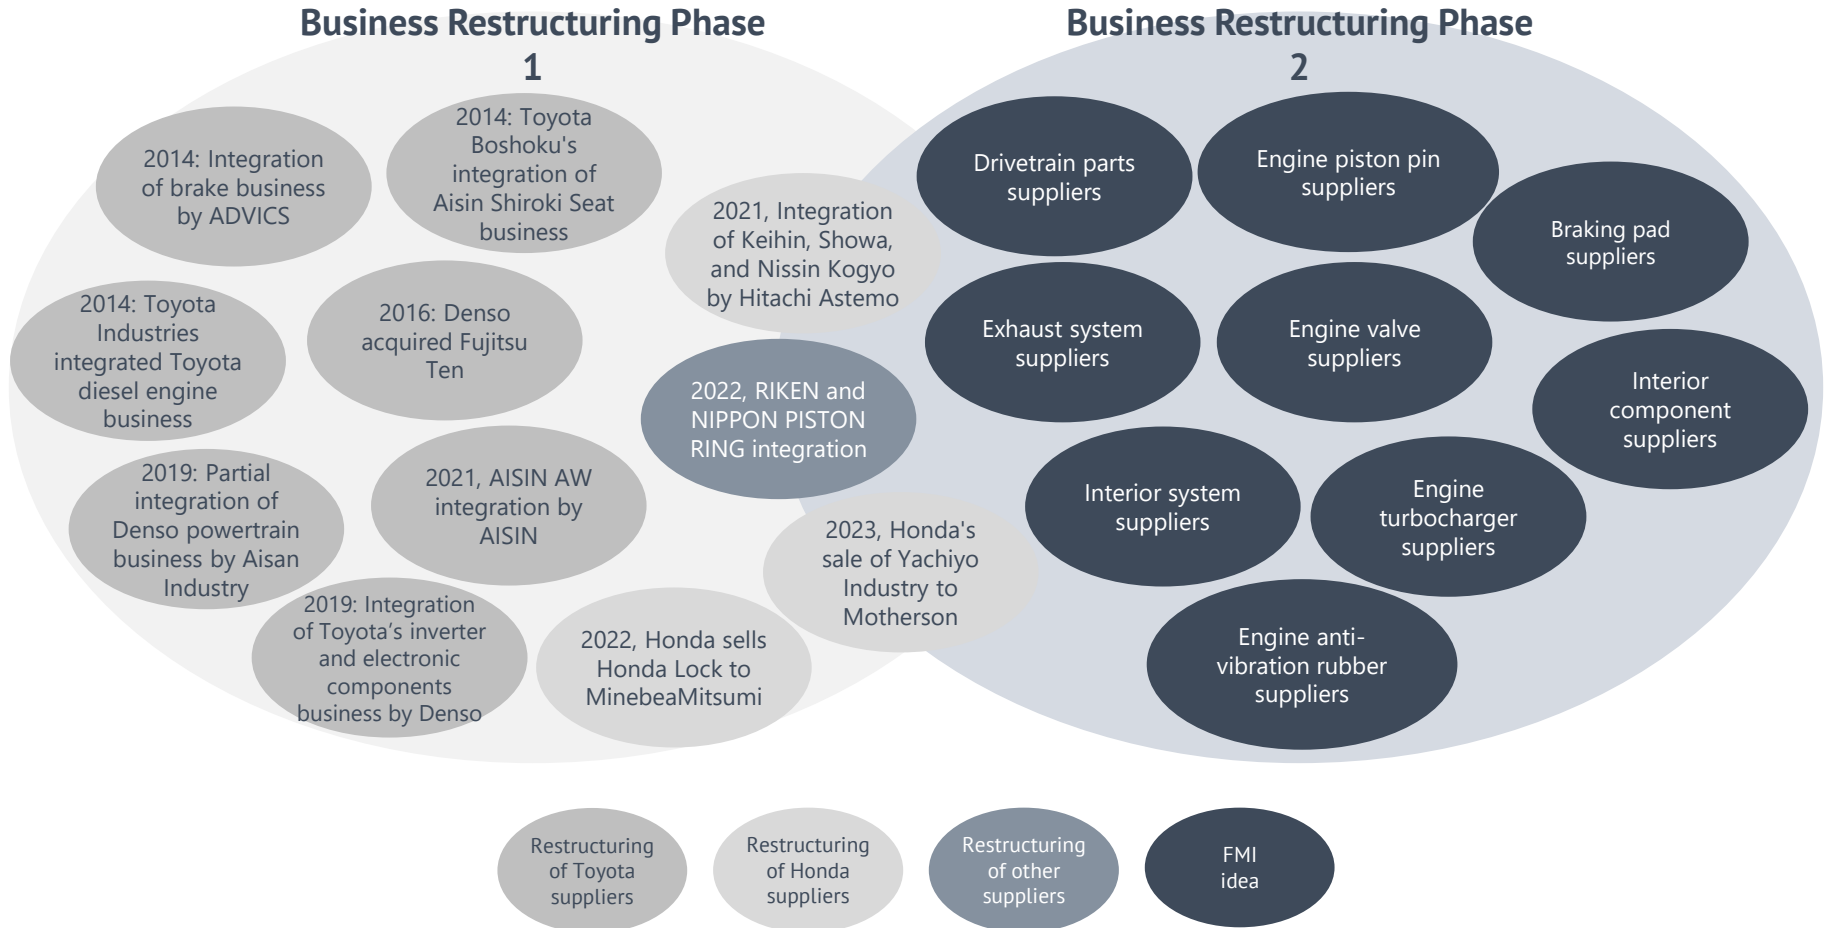 Business Restructuring Phase
1
Business Restructuring Phase
2
2014: Integration
of brake business
by ADVICS
2014: Toyota
Boshoku's
integration of
Aisin Shiroki Seat
business
2021, Integration
of Keihin, Showa,
and Nissin Kogyo
by Hitachi Astemo
2014: Toyota
Industries
integrated Toyota
diesel engine
business
2016: Denso
acquired Fujitsu
Ten
2022, RIKEN and
NIPPON PISTON
RING integration
2019: Partial
integration of
Denso powertrain
business by Aisan
Industry
2021, AISIN AW
integration by
AISIN
2023, Honda's
sale of Yachiyo
Industry to
Motherson
2019: Integration
of Toyota’s inverter
and electronic
components
business by Denso
2022, Honda sells
Honda Lock to
MinebeaMitsumi
Drivetrain parts
suppliers
Engine piston pin
suppliers
Braking pad
suppliers
Exhaust system
suppliers
Engine valve
suppliers
Interior
component
suppliers
Interior system
suppliers
Engine
turbocharger
suppliers
Engine anti-
vibration rubber
suppliers
Restructuring
of Toyota
suppliers
Restructuring
of Honda
suppliers
Restructuring
of other
suppliers
FMI
idea